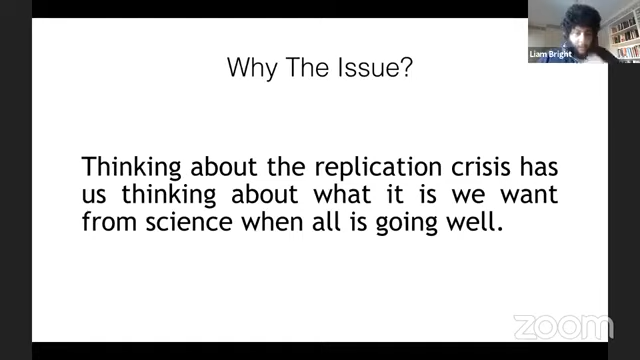 Liam Bright
Why The Issue?
Thinking about the replication crisis has
us thinking about what it is we want
from science when all is going well.
zoom